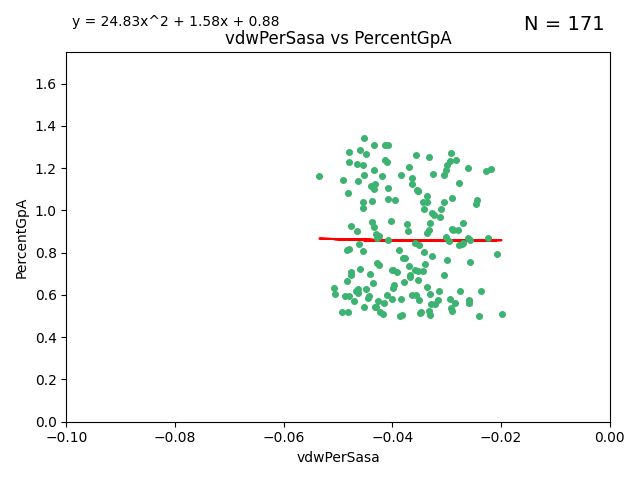 y = 24.83x^2 + 1.58x + 0.88
N = 171
vdwPerSasa vs PercentGpA
1.6
1.4
1.2
1.0
0.8
0.6
0.4
0.2
0.0
PercentGpA
−0.10 −0.08 −0.06 −0.04 −0.02 0.00
vdwPerSasa